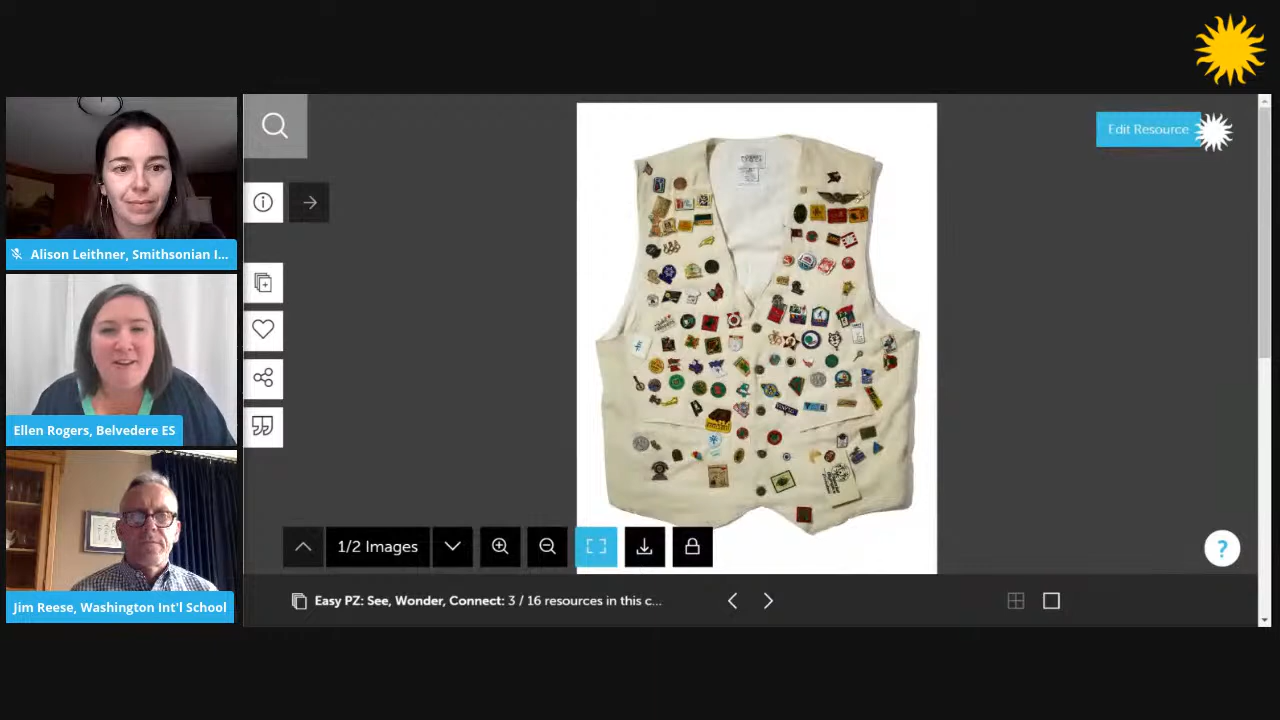 Edit Resource
Alison Leithner, Smithsonian I...
Ellen Rogers, Belvedere ES
Jim Reese, Washington Int'l School
1/2 Images
?
Easy PZ: See, Wonder, Connect: 3 / 16 resources in this c...